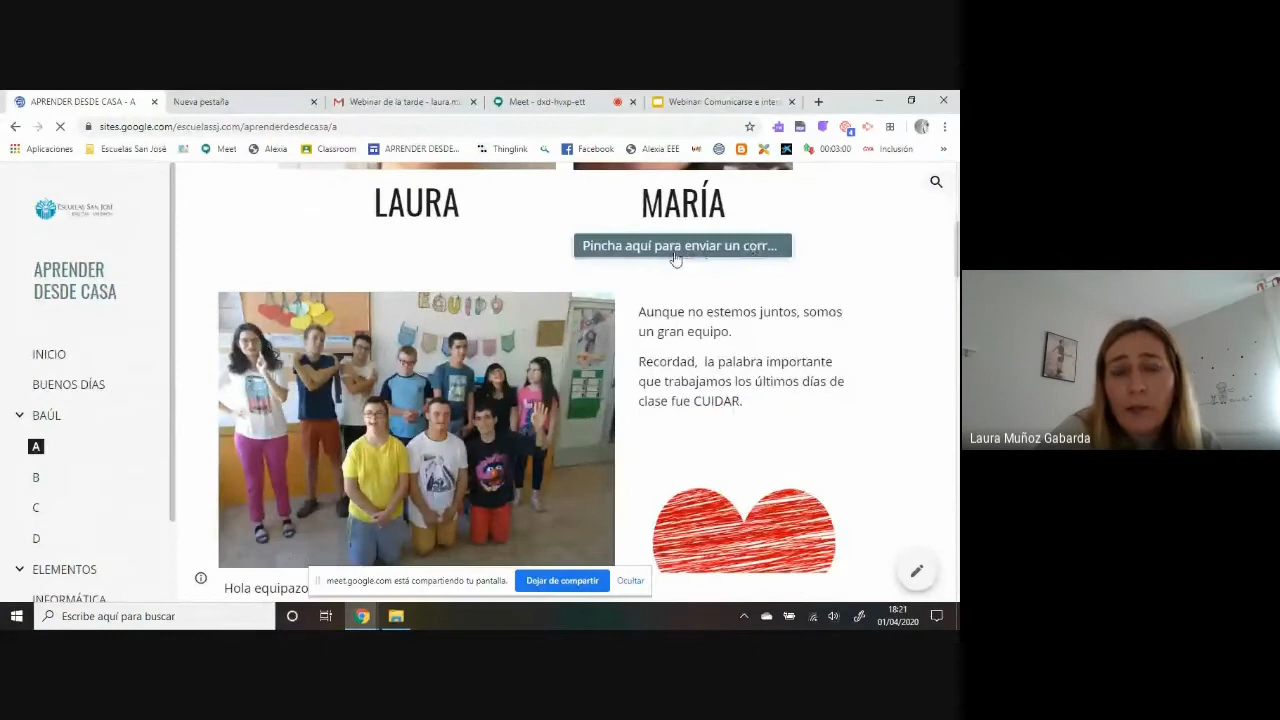 APRENDER DESDE CASA - A
Nueva pestaña
Webinar de la tarde - laura.m
Meet - dxd-hvxp-ett
Webinar: Comunicarse e inter
sites.google.com/escuelassj.com/aprenderdesdecasa/a
Aplicaciones
Escuelas San José
Meet
Alexia
Classroom
APRENDER DESDE...
Thinglink
Facebook
Alexia EEE
00:03:00
Inclusión
ESCUELAS SAN JOSÉ
APRENDER
DESDE CASA
INICIO
BUENOS DÍAS
BAÚL
A
B
C
D
ELEMENTOS
INFORMÁTICA
LAURA
MARÍA
Pincha aquí para enviar un corr...
EQUIPO
Aunque no estemos juntos, somos
un gran equipo.
Recordad, la palabra importante
que trabajamos los últimos días de
clase fue CUIDAR.
Hola equipazo
meet.google.com está compartiendo tu pantalla.
Dejar de compartir
Ocultar
Escribe aquí para buscar
18:21
01/04/2020
Laura Muñoz Gabarda